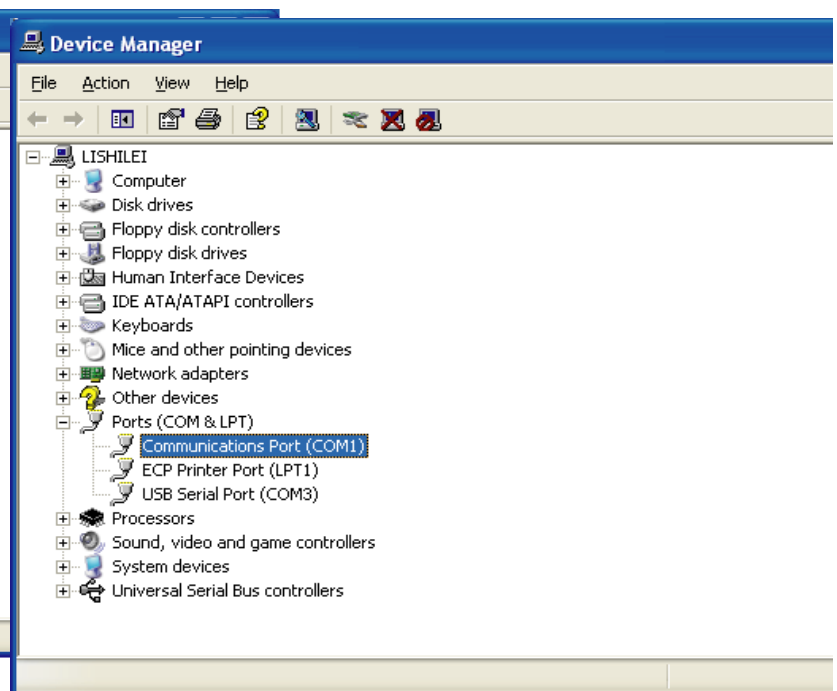 Device Manager
File Action View Help
LISHILEI
Computer
Disk drives
Floppy disk controllers
Floppy disk drives
Human Interface Devices
IDE ATA/ATAPI controllers
Keyboards
Mice and other pointing devices
Network adapters
Other devices
Ports (COM & LPT)
Communications Port (COM1)
ECP Printer Port (LPT1)
USB Serial Port (COM3)
Processors
Sound, video and game controllers
System devices
Universal Serial Bus controllers